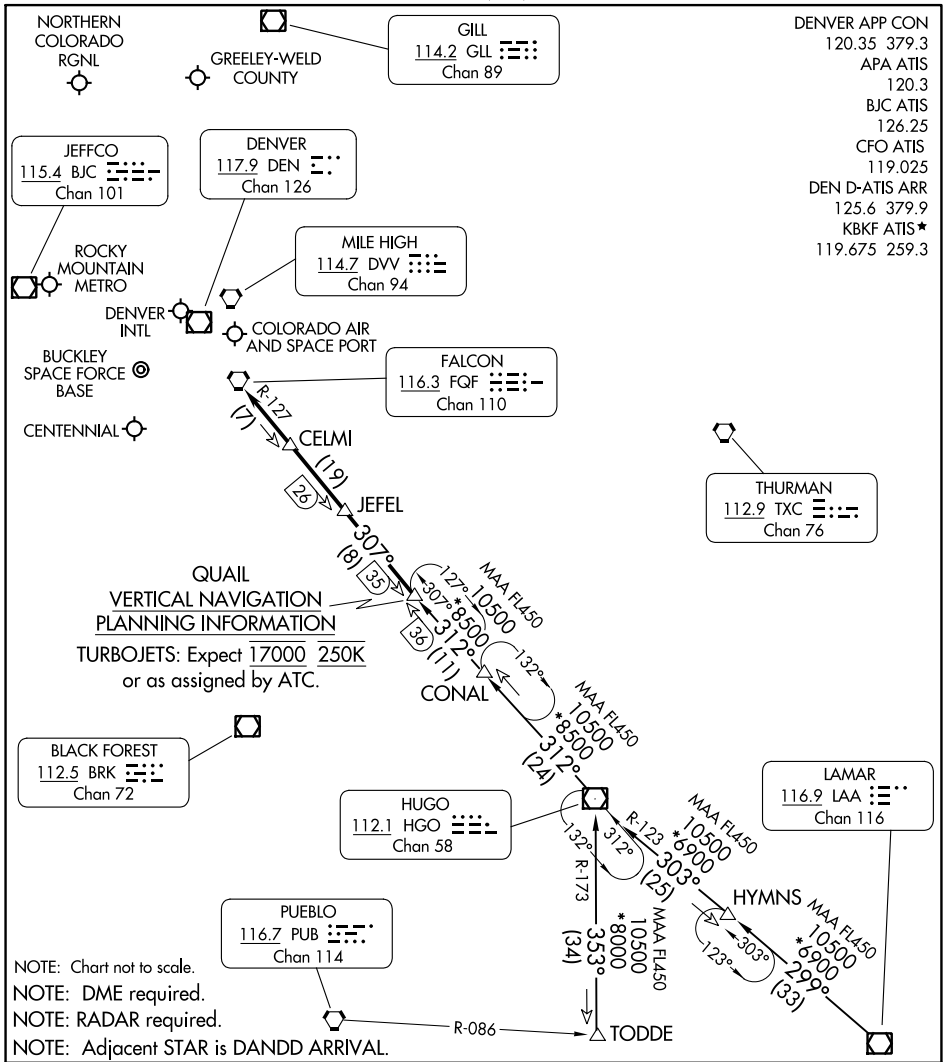 NORTHERN
COLORADO
RGNL
GREELEY-WELD
COUNTY
GILL
114.2 GLL
Chan 89
DENVER APP CON
120.35 379.3
APA ATIS
120.3
BJC ATIS
126.25
CFO ATIS
119.025
DEN D-ATIS ARR
125.6 379.9
KBKF ATIS★
119.675 259.3
JEFFCO
115.4 BJC
Chan 101
DENVER
117.9 DEN
Chan 126
MILE HIGH
114.7 DVV
Chan 94
ROCKY
MOUNTAIN
METRO
DENVER
INTL
COLORADO AIR
AND SPACE PORT
BUCKLEY
SPACE FORCE
BASE
FALCON
116.3 FQF
Chan 110
CENTENNIAL
R-127
(7)
CELMI
(19)
26
JEFEL
THURMAN
112.9 TXC
Chan 76
307°
(8)
35
QUAIL
VERTICAL NAVIGATION
PLANNING INFORMATION
TURBOJETS: Expect 17000 250K
or as assigned by ATC.
127°
307°
MAA FL450
10500
*8500
312°
(11)
36
CONAL
132°
MAA FL450
10500
*8500
312°
(24)
BLACK FOREST
112.5 BRK
Chan 72
HUGO
112.1 HGO
Chan 58
LAMAR
116.9 LAA
Chan 116
132°
312°
R-123
MAA FL450
10500
*6900
303°
(25)
HYMNS
303°
123°
MAA FL450
10500
*6900
299°
(33)
R-173
MAA FL450
10500
*8000
353°
(34)
PUEBLO
116.7 PUB
Chan 114
R-086
TODDE
NOTE: Chart not to scale.
NOTE: DME required.
NOTE: RADAR required.
NOTE: Adjacent STAR is DANDD ARRIVAL.